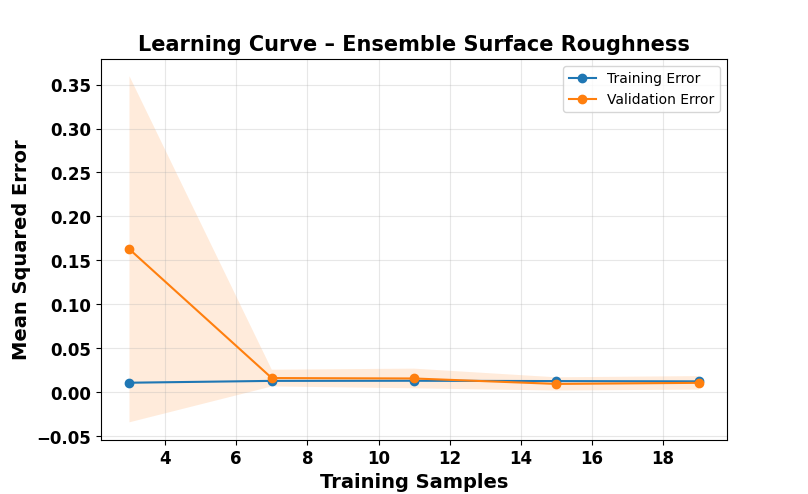 Learning Curve – Ensemble Surface Roughness
Training Error
Validation Error
Mean Squared Error
0.35
0.30
0.25
0.20
0.15
0.10
0.05
0.00
−0.05
4 6 8 10 12 14 16 18
Training Samples